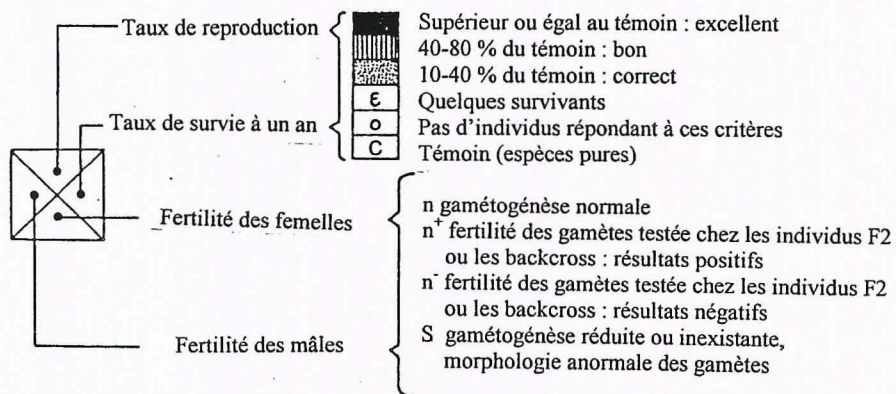 Taux de reproduction
Supérieur ou égal au témoin : excellent
40-80 % du témoin : bon
10-40 % du témoin : correct
ε Quelques survivants
Taux de survie à un an
o Pas d'individus répondant à ces critères
C Témoin (espèces pures)
Fertilité des femelles
n gamétogénèse normale
n+ fertilité des gamètes testée chez les individus F2
ou les backcross : résultats positifs
n- fertilité des gamètes testée chez les individus F2
ou les backcross : résultats négatifs
Fertilité des mâles
S gamétogénèse réduite ou inexistante,
morphologie anormale des gamètes